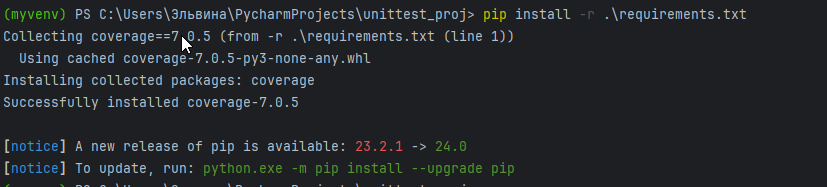 (myvenv) PS C:\Users\Эльвина\PycharmProjects\unittest_proj> pip install -r .\requirements.txt
Collecting coverage==7.0.5 (from -r .\requirements.txt (line 1))
  Using cached coverage-7.0.5-py3-none-any.whl
Installing collected packages: coverage
Successfully installed coverage-7.0.5
[notice] A new release of pip is available: 23.2.1 -> 24.0
[notice] To update, run: python.exe -m pip install --upgrade pip